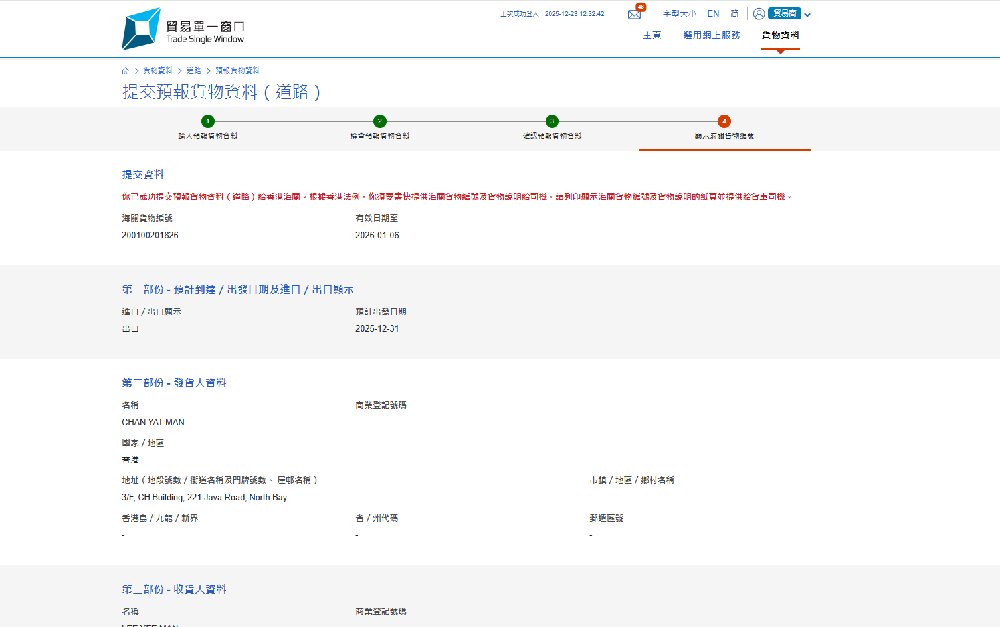 貿易單一窗口
Trade Single Window
上次成功登入 : 2025-12-23 12:32:42
48
字型大小
EN
简
貿易商
主頁
選用網上服務
貨物資料
貨物資料 > 道路 > 預報貨物資料
提交預報貨物資料 ( 道路 )
1
輸入預報貨物資料
2
檢查預報貨物資料
3
確認預報貨物資料
4
顯示海關貨物編號
提交資料
你已成功提交預報貨物資料 ( 道路 ) 給香港海關。根據香港法例，你須要盡快提供海關貨物編號及貨物說明給司機。請列印顯示海關貨物編號及貨物說明的紙頁並提供給貨車司機。
海關貨物編號
有效日期至
200100201826
2026-01-06
第一部份 - 預計到達 / 出發日期及進口 / 出口顯示
進口 / 出口顯示
預計出發日期
出口
2025-12-31
第二部份 - 發貨人資料
名稱
商業登記號碼
CHAN YAT MAN
-
國家 / 地區
香港
地址 ( 地段號數 / 街道名稱及門牌號數、 屋邨名稱 )
市鎮 / 地區 / 鄉村名稱
3/F, CH Building, 221 Java Road, North Bay
-
香港島 / 九龍 / 新界
省 / 州代碼
郵遞區號
-
-
-
第三部份 - 收貨人資料
名稱
商業登記號碼
LEE YEE MAN